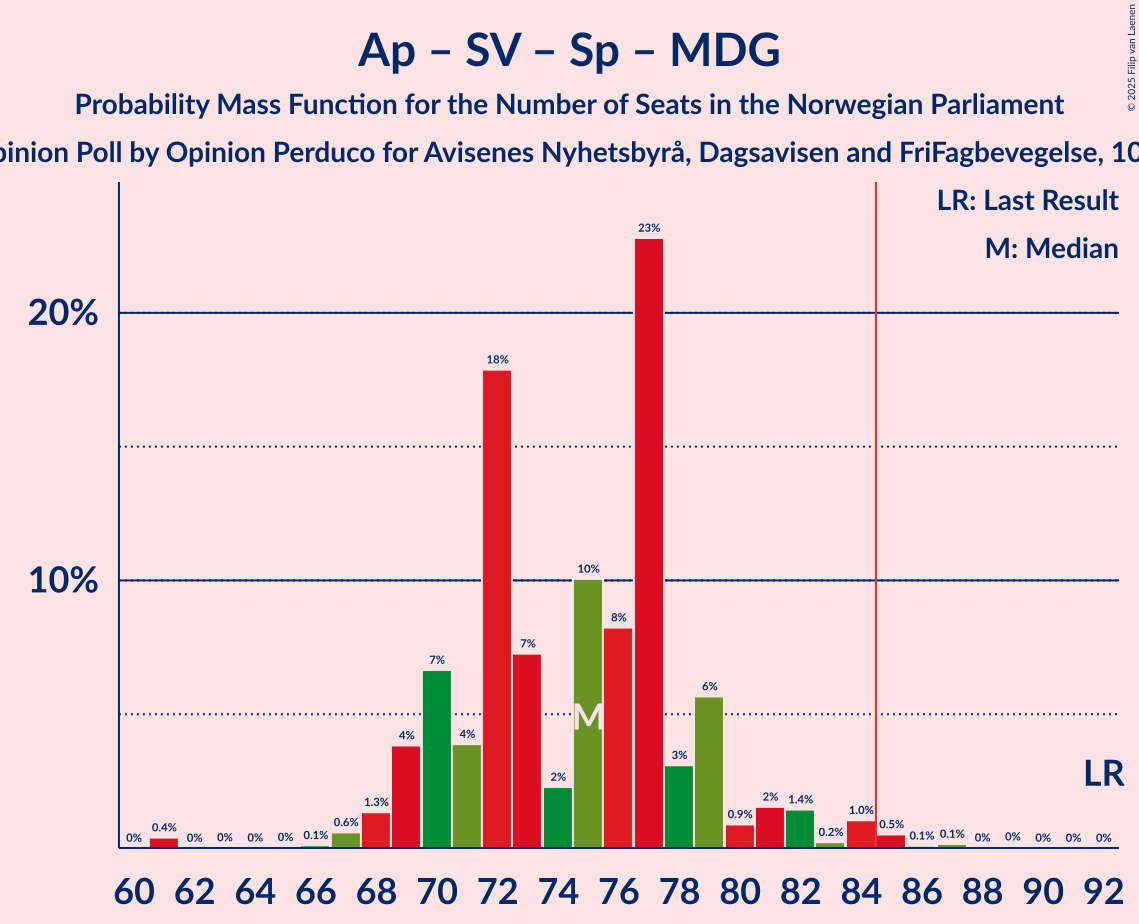 Ap – SV – Sp – MDG
Probability Mass Function for the Number of Seats in the Norwegian Parliament
pinion Poll by Opinion Perduco for Avisenes Nyhetsbyrå, Dagsavisen and FriFagbevegelse, 10
© 2025 Filip van Laenen
LR: Last Result
M: Median
20%
10%
0% 0.4% 0% 0% 0% 0% 0.1% 0.6% 1.3% 4% 7% 4% 18% 7% 2% 10% 8% 23% 3% 6% 0.9% 2% 1.4% 0.2% 1.0% 0.5% 0.1% 0.1% 0% 0% 0% 0% 0%
M
LR
60 62 64 66 68 70 72 74 76 78 80 82 84 86 88 90 92